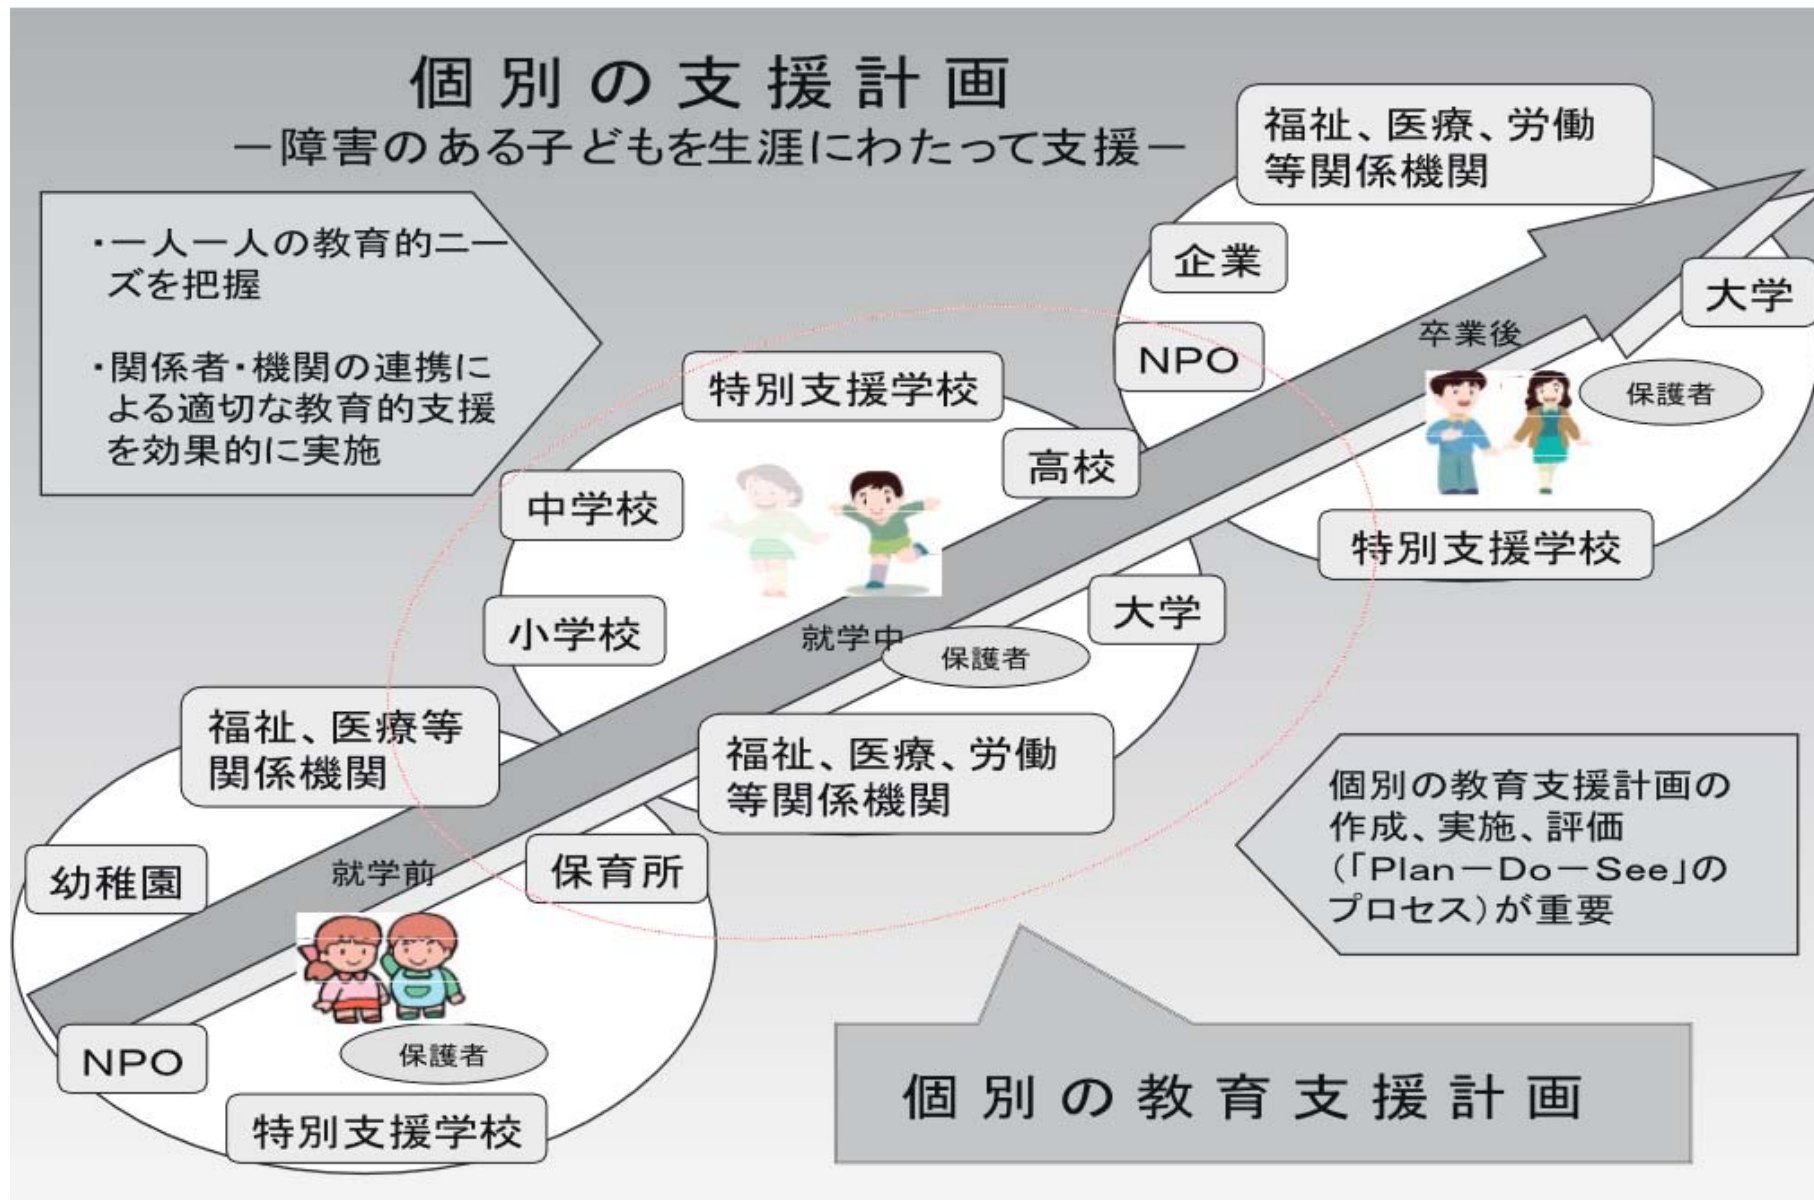 個別の支援計画
－障害のある子どもを生涯にわたって支援－
・一人一人の教育的ニー
ズを把握
・関係者・機関の連携に
よる適切な教育的支援
を効果的に実施
福祉、医療、労働
等関係機関
企業
NPO
大学
卒業後
保護者
特別支援学校
特別支援学校
高校
中学校
小学校
就学中
保護者
大学
福祉、医療、労働
等関係機関
福祉、医療等
関係機関
幼稚園
就学前
保育所
NPO
保護者
特別支援学校
個別の教育支援計画の
作成、実施、評価
（「Plan－Do－See」の
プロセス）が重要
個別の教育支援計画